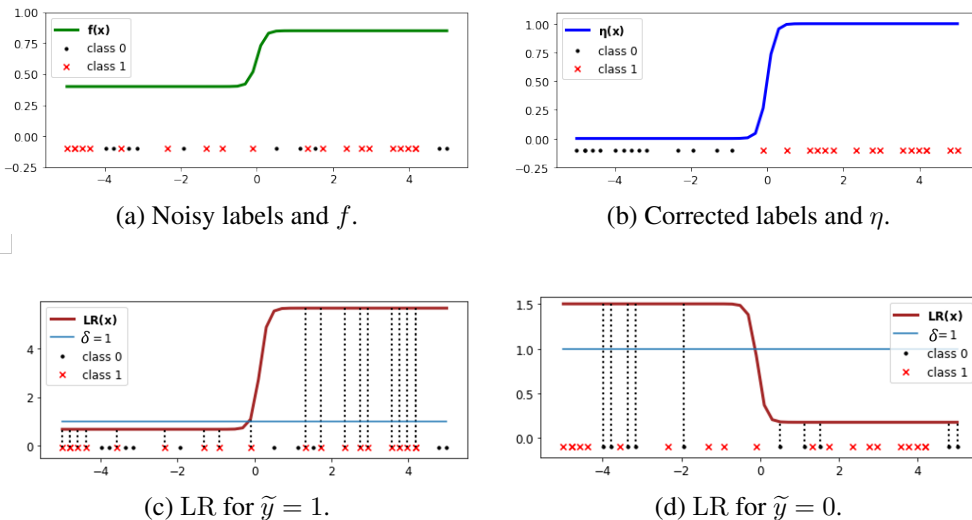 1.00
0.75
0.50
0.25
0.00
−0.25
−4
−2
0
2
4
f(x)
class 0
class 1
(a) Noisy labels and f.
1.00
0.75
0.50
0.25
0.00
−0.25
−4
−2
0
2
4
η(x)
class 0
class 1
(b) Corrected labels and η.
4
2
0
−4
−2
0
2
4
LR(x)
δ=1
class 0
class 1
(c) LR for ỹ = 1.
1.5
1.0
0.5
0.0
−4
−2
0
2
4
LR(x)
δ=1
class 0
class 1
(d) LR for ỹ = 0.